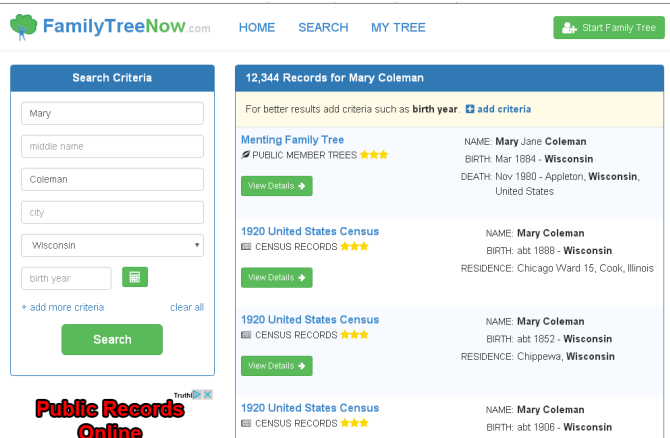 FamilyTreeNow.com
HOME SEARCH MY TREE
Start Family Tree
Search Criteria
Mary
middle name
Coleman
city
Wisconsin
birth year
+ add more criteria clear all
Search
Truthf
Public Records
Online
12,344 Records for Mary Coleman
For better results add criteria such as birth year. add criteria
Menting Family Tree
PUBLIC MEMBER TREES
View Details
NAME: Mary Jane Coleman
BIRTH: Mar 1884 - Wisconsin
DEATH: Nov 1980 - Appleton, Wisconsin,
United States
1920 United States Census
CENSUS RECORDS
View Details
NAME: Mary Coleman
BIRTH: abt 1888 - Wisconsin
RESIDENCE: Chicago Ward 15, Cook, Illinois
1920 United States Census
CENSUS RECORDS
View Details
NAME: Mary Coleman
BIRTH: abt 1852 - Wisconsin
RESIDENCE: Chippewa, Wisconsin
1920 United States Census
CENSUS RECORDS
NAME: Mary Coleman
BIRTH: abt 1906 - Wisconsin